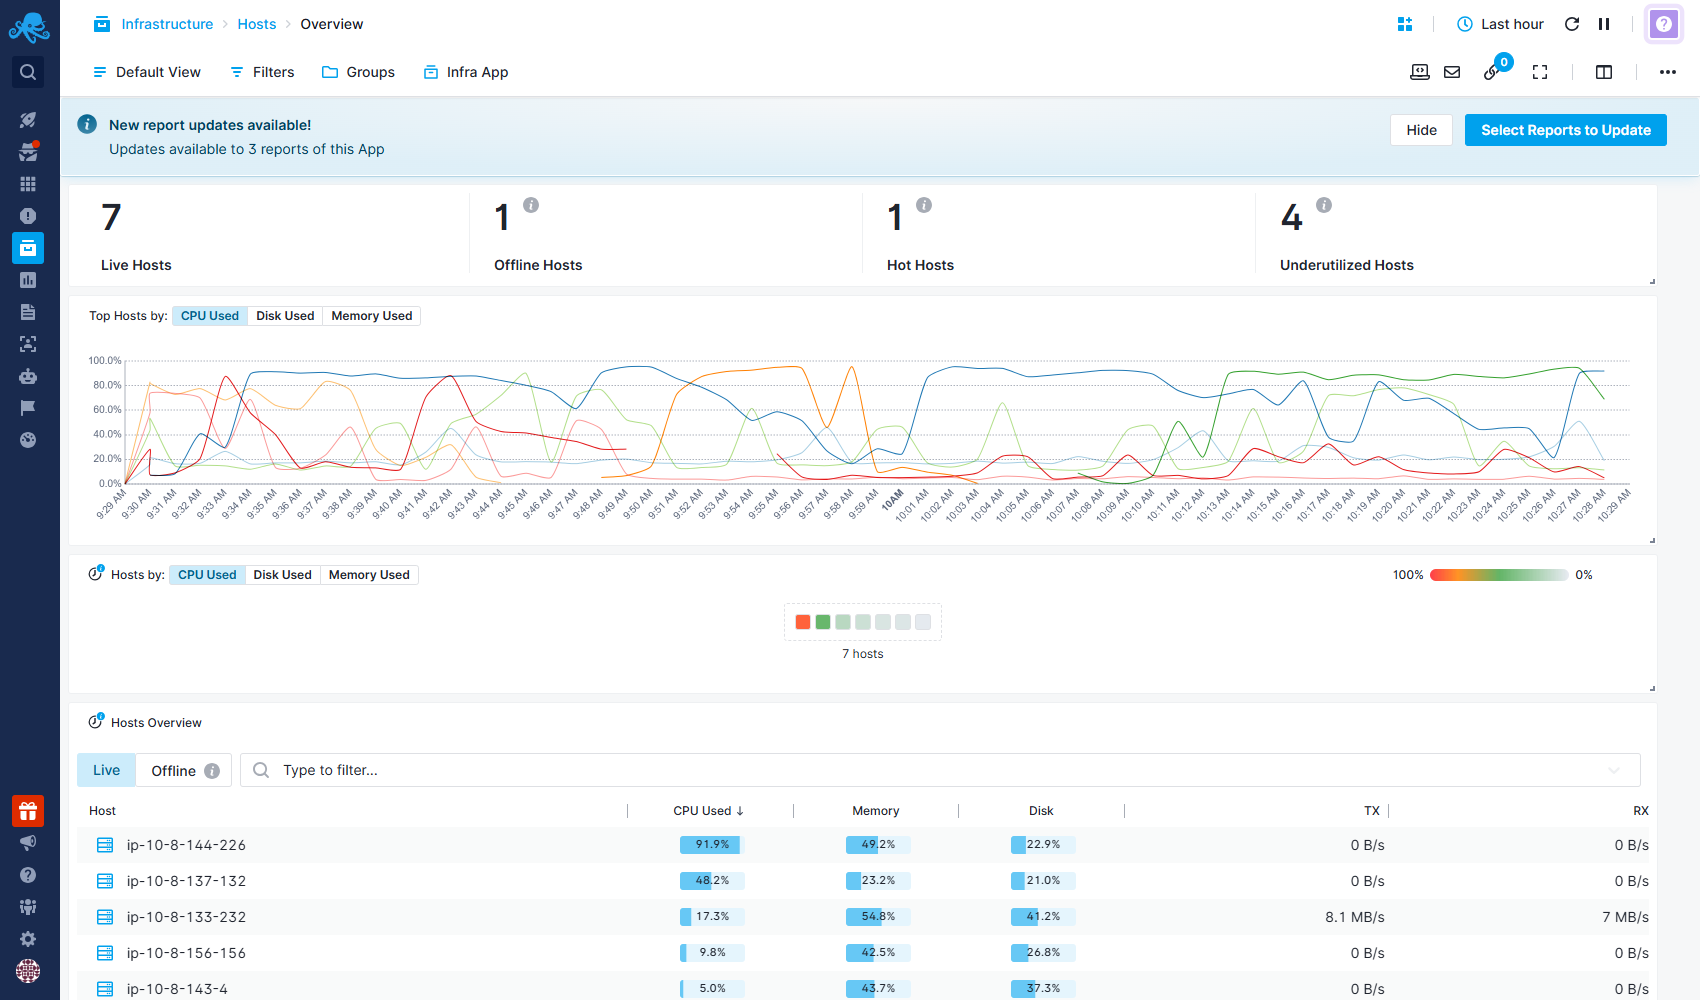 Infrastructure > Hosts > Overview
Last hour
Default View Filters Groups Infra App
0
New report updates available!
Updates available to 3 reports of this App
Hide Select Reports to Update
7 1 1 4
Live Hosts Offline Hosts Hot Hosts Underutilized Hosts
Top Hosts by: CPU Used Disk Used Memory Used
100.0%
80.0%
60.0%
40.0%
20.0%
0.0%
9:29 AM 9:30 AM 9:31 AM 9:32 AM 9:33 AM 9:34 AM 9:35 AM 9:36 AM 9:37 AM 9:38 AM 9:39 AM 9:40 AM 9:41 AM 9:42 AM 9:43 AM 9:44 AM 9:45 AM 9:46 AM 9:47 AM 9:48 AM 9:49 AM 9:50 AM 9:51 AM 9:52 AM 9:53 AM 9:54 AM 9:55 AM 9:56 AM 9:57 AM 9:58 AM 9:59 AM 10AM 10:01 AM 10:02 AM 10:03 AM 10:04 AM 10:05 AM 10:06 AM 10:07 AM 10:08 AM 10:09 AM 10:10 AM 10:11 AM 10:12 AM 10:13 AM 10:14 AM 10:15 AM 10:16 AM 10:17 AM 10:18 AM 10:19 AM 10:20 AM 10:21 AM 10:22 AM 10:23 AM 10:24 AM 10:25 AM 10:26 AM 10:27 AM 10:28 AM 10:29 AM
Hosts by: CPU Used Disk Used Memory Used 100% 0%
7 hosts
Hosts Overview
Live Offline Type to filter...
Host CPU Used ↓ Memory Disk TX RX
ip-10-8-144-226 91.9% 49.2% 22.9% 0 B/s 0 B/s
ip-10-8-137-132 48.2% 23.2% 21.0% 0 B/s 0 B/s
ip-10-8-133-232 17.3% 54.8% 41.2% 8.1 MB/s 7 MB/s
ip-10-8-156-156 9.8% 42.5% 26.8% 0 B/s 0 B/s
ip-10-8-143-4 5.0% 43.7% 37.3% 0 B/s 0 B/s